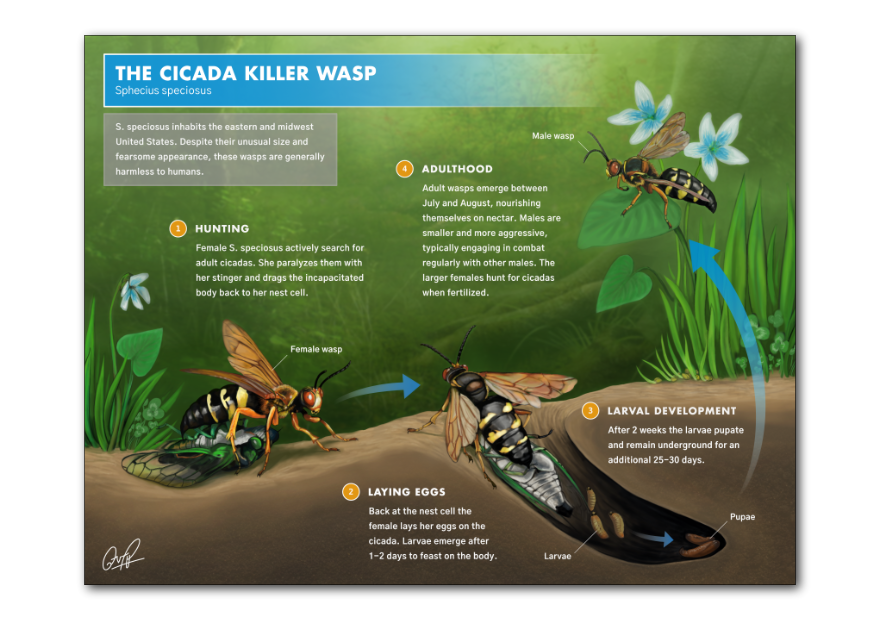 THE CICADA KILLER WASP
Sphecius speciosus
S. speciosus inhabits the eastern and midwest
United States. Despite their unusual size and
fearsome appearance, these wasps are generally
harmless to humans.
1 HUNTING
Female S. speciosus actively search for
adult cicadas. She paralyzes them with
her stinger and drags the incapacitated
body back to her nest cell.
Female wasp
2 LAYING EGGS
Back at the nest cell the
female lays her eggs on the
cicada. Larvae emerge after
1-2 days to feast on the body.
Larvae
3 LARVAL DEVELOPMENT
After 2 weeks the larvae pupate
and remain underground for an
additional 25-30 days.
Pupae
4 ADULTHOOD
Adult wasps emerge between
July and August, nourishing
themselves on nectar. Males are
smaller and more aggressive,
typically engaging in combat
regularly with other males. The
larger females hunt for cicadas
when fertilized.
Male wasp